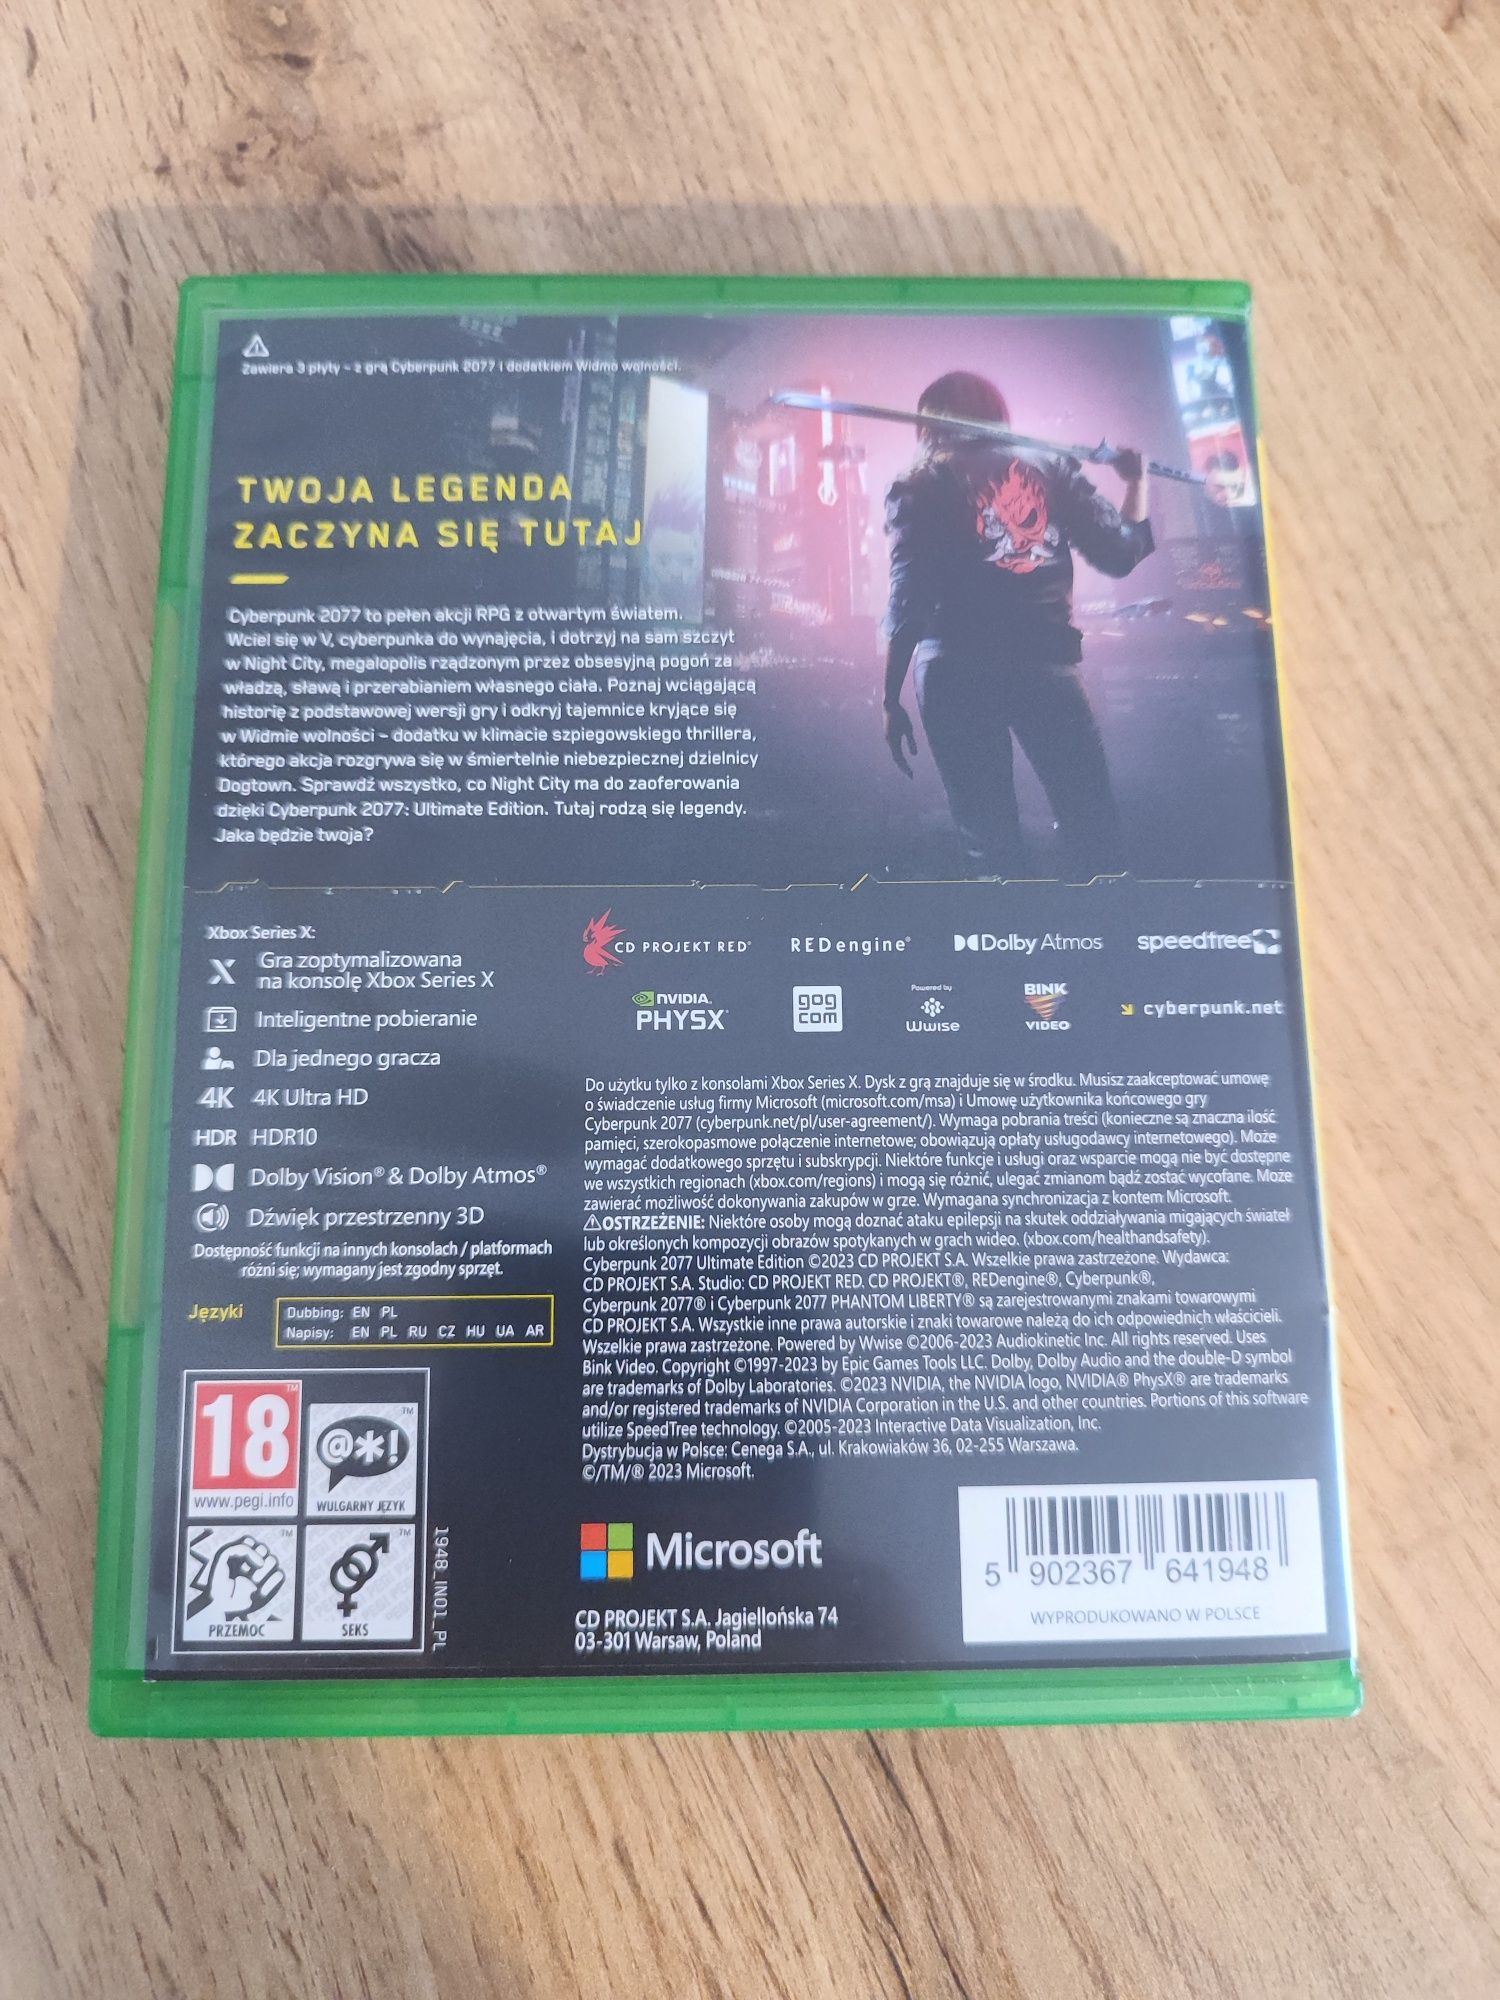 Zawiera 3 płyty – z grą Cyberpunk 2077 i dodatkiem Widmo wolności.
TWOJA LEGENDA
ZACZYNA SIĘ TUTAJ
Cyberpunk 2077 to pełen akcji RPG z otwartym światem.
Wciel się w V, cyberpunka do wynajęcia, i dotrzyj na sam szczyt
w Night City, megalopolis rządzonym przez obsesyjną pogoń za
władzą, sławą i przerabianiem własnego ciała. Poznaj wciągającą
historię z podstawowej wersji gry i odkryj tajemnice kryjące się
w Widmie wolności – dodatku w klimacie szpiegowskiego thrillera,
którego akcja rozgrywa się w śmiertelnie niebezpiecznej dzielnicy
Dogtown. Sprawdź wszystko, co Night City ma do zaoferowania
dzięki Cyberpunk 2077: Ultimate Edition. Tutaj rodzą się legendy.
Jaka będzie twoja?
Xbox Series X:
X Gra zoptymalizowana
na konsolę Xbox Series X
Inteligentne pobieranie
Dla jednego gracza
4K 4K Ultra HD
HDR HDR10
Dolby Vision® & Dolby Atmos®
Dźwięk przestrzenny 3D
Dostępność funkcji na innych konsolach / platformach
różni się; wymagany jest zgodny sprzęt.
Języki
Dubbing: EN PL
Napisy: EN PL RU CZ HU UA AR
18™
www.pegi.info
@*!™
WULGARNY JĘZYK
™
PRZEMOC
™
SEKS
1948_IN01_PL
CD PROJEKT RED® REDengine® Dolby Atmos speedtree
NVIDIA. PHYSX® gog com Powered by Wwise BINK VIDEO cyberpunk.net
Do użytku tylko z konsolami Xbox Series X. Dysk z grą znajduje się w środku. Musisz zaakceptować umowę
o świadczenie usług firmy Microsoft (microsoft.com/msa) i Umowę użytkownika końcowego gry
Cyberpunk 2077 (cyberpunk.net/pl/user-agreement/). Wymaga pobrania treści (konieczne są znaczna ilość
pamięci, szerokopasmowe połączenie internetowe; obowiązują opłaty usługodawcy internetowego). Może
wymagać dodatkowego sprzętu i subskrypcji. Niektóre funkcje i usługi oraz wsparcie mogą nie być dostępne
we wszystkich regionach (xbox.com/regions) i mogą się różnić, ulegać zmianom bądź zostać wycofane. Może
zawierać możliwość dokonywania zakupów w grze. Wymagana synchronizacja z kontem Microsoft.
⚠OSTRZEŻENIE: Niektóre osoby mogą doznać ataku epilepsji na skutek oddziaływania migających świateł
lub określonych kompozycji obrazów spotykanych w grach wideo. (xbox.com/healthandsafety).
Cyberpunk 2077 Ultimate Edition ©2023 CD PROJEKT S.A. Wszelkie prawa zastrzeżone. Wydawca:
CD PROJEKT S.A. Studio: CD PROJEKT RED. CD PROJEKT®, REDengine®, Cyberpunk®,
Cyberpunk 2077® i Cyberpunk 2077 PHANTOM LIBERTY® są zarejestrowanymi znakami towarowymi
CD PROJEKT S.A. Wszystkie inne prawa autorskie i znaki towarowe należą do ich odpowiednich właścicieli.
Wszelkie prawa zastrzeżone. Powered by Wwise ©2006-2023 Audiokinetic Inc. All rights reserved. Uses
Bink Video. Copyright ©1997-2023 by Epic Games Tools LLC. Dolby, Dolby Audio and the double-D symbol
are trademarks of Dolby Laboratories. ©2023 NVIDIA, the NVIDIA logo, NVIDIA® PhysX® are trademarks
and/or registered trademarks of NVIDIA Corporation in the U.S. and other countries. Portions of this software
utilize SpeedTree technology. ©2005-2023 Interactive Data Visualization, Inc.
Dystrybucja w Polsce: Cenega S.A., ul. Krakowiaków 36, 02-255 Warszawa.
©/TM/® 2023 Microsoft.
Microsoft
CD PROJEKT S.A. Jagiellońska 74
03-301 Warsaw, Poland
5 902367 641948
WYPRODUKOWANO W POLSCE